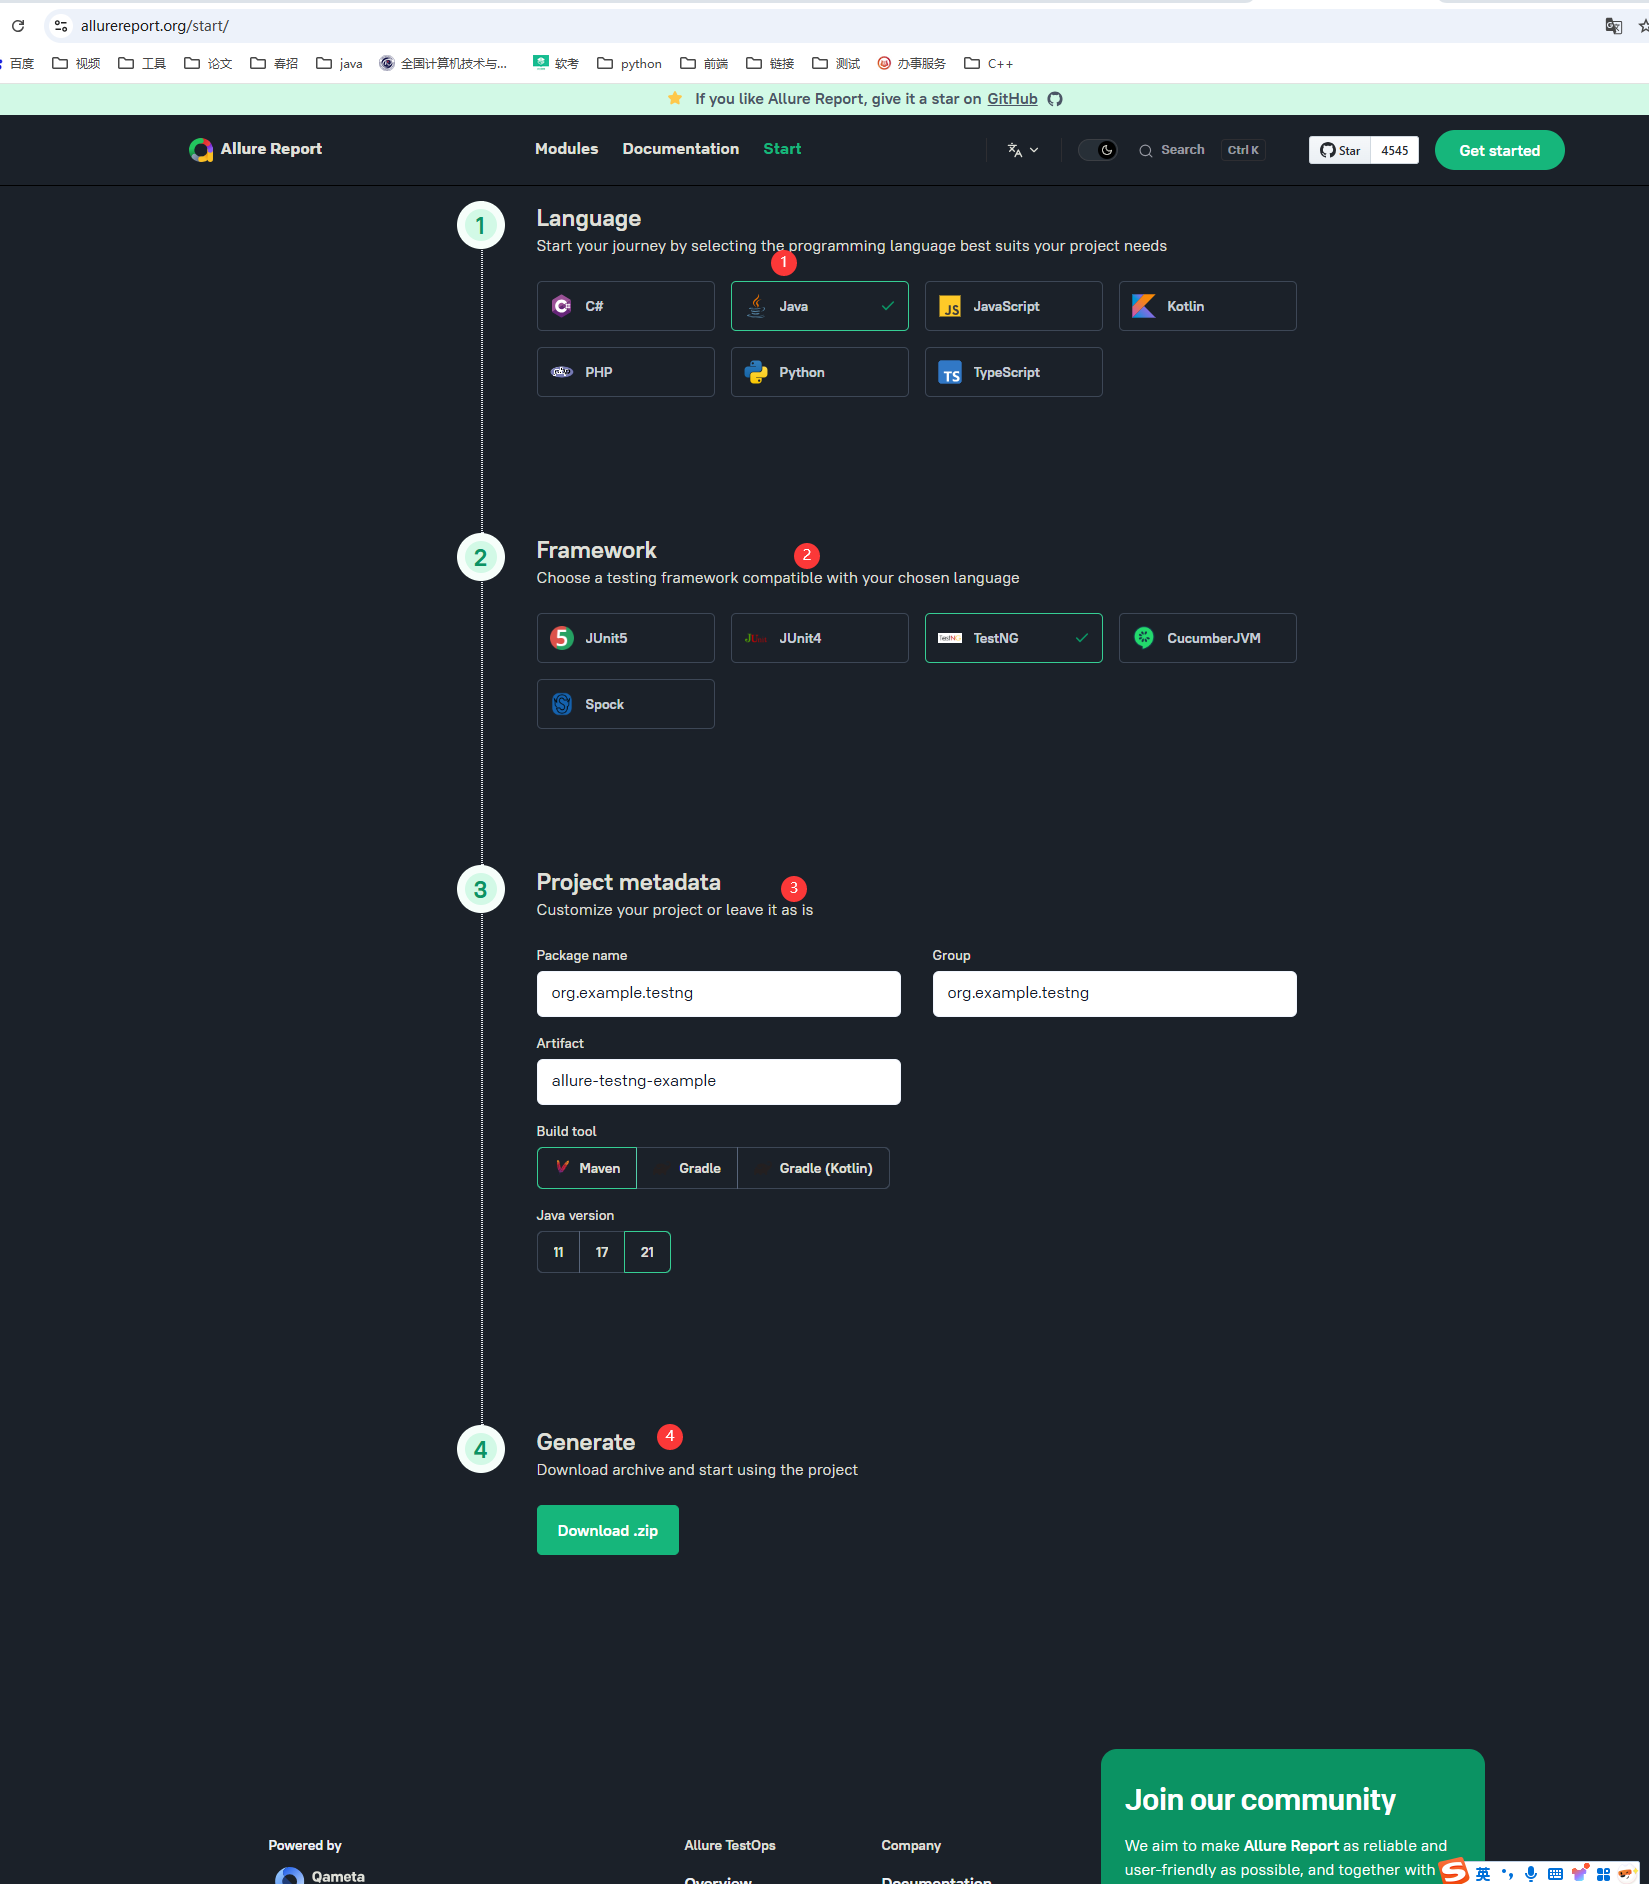 allurereport.org/start/
百度 视频 工具 论文 春招 java 全国计算机技术与... 软考 python 前端 链接 测试 办事服务 C++
If you like Allure Report, give it a star on GitHub
Allure Report Modules Documentation Start Search Ctrl K Star 4545 Get started
1 Language
Start your journey by selecting the programming language best suits your project needs
1
C# Java JavaScript Kotlin
PHP Python TypeScript
2 Framework 2
Choose a testing framework compatible with your chosen language
JUnit5 JUnit4 TestNG CucumberJVM
Spock
3 Project metadata 3
Customize your project or leave it as is
Package name Group
org.example.testng org.example.testng
Artifact
allure-testng-example
Build tool
Maven Gradle Gradle (Kotlin)
Java version
11 17 21
4 Generate 4
Download archive and start using the project
Download .zip
Join our community
Powered by Allure TestOps Company We aim to make Allure Report as reliable and
user-friendly as possible, and together with
Qameta Overview Documentation
英